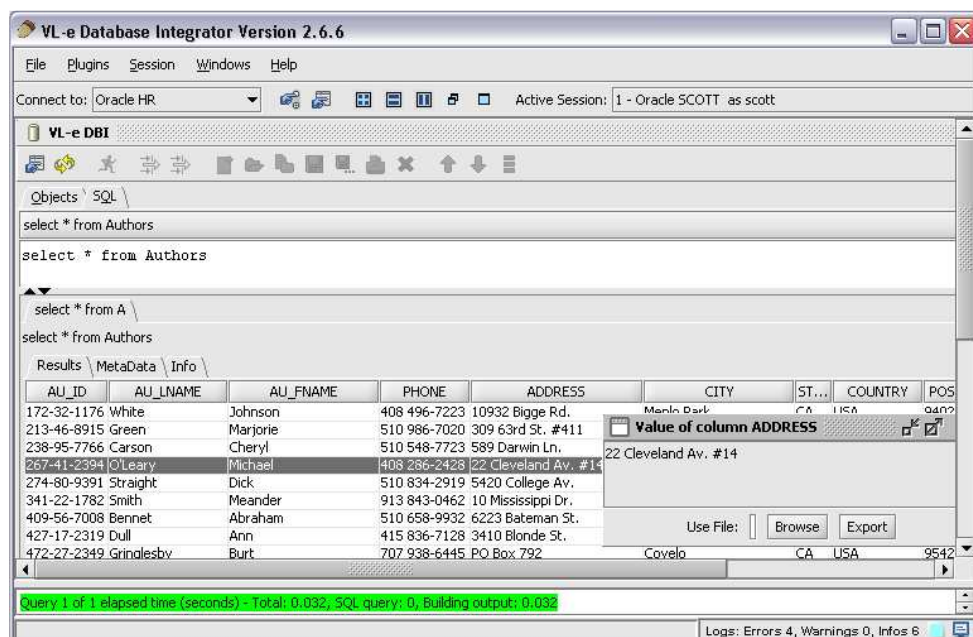 VL-e Database Integrator Version 2.6.6
File Plugins Session Windows Help
Connect to: Oracle HR Active Session: 1 - Oracle SCOTT as scott
VL-e DBI
Objects SQL
select * from Authors
select * from Authors
select * from A
select * from Authors
Results MetaData Info
AU_ID AU_LNAME AU_FNAME PHONE ADDRESS CITY ST... COUNTRY POS
172-32-1176 White Johnson 408 496-7223 10932 Bigge Rd. Menlo Park CA USA 9402
213-46-8915 Green Marjorie 510 986-7020 309 63rd St. #411
Value of column ADDRESS
238-95-7766 Carson Cheryl 510 548-7723 589 Darwin Ln.
22 Cleveland Av. #14
267-41-2394 O'Leary Michael 408 286-2428 22 Cleveland Av. #14
274-80-9391 Straight Dick 510 834-2919 5420 College Av.
341-22-1782 Smith Meander 913 843-0462 10 Mississippi Dr.
409-56-7008 Bennet Abraham 510 658-9932 6223 Bateman St.
Use File: Browse Export
427-17-2319 Dull Ann 415 836-7128 3410 Blonde St.
472-27-2349 Gringlesby Burt 707 938-6445 PO Box 792 Covelo CA USA 9542
Query 1 of 1 elapsed time (seconds) - Total: 0.032, SQL query: 0, Building output: 0.032
Logs: Errors 4, Warnings 0, Infos 6